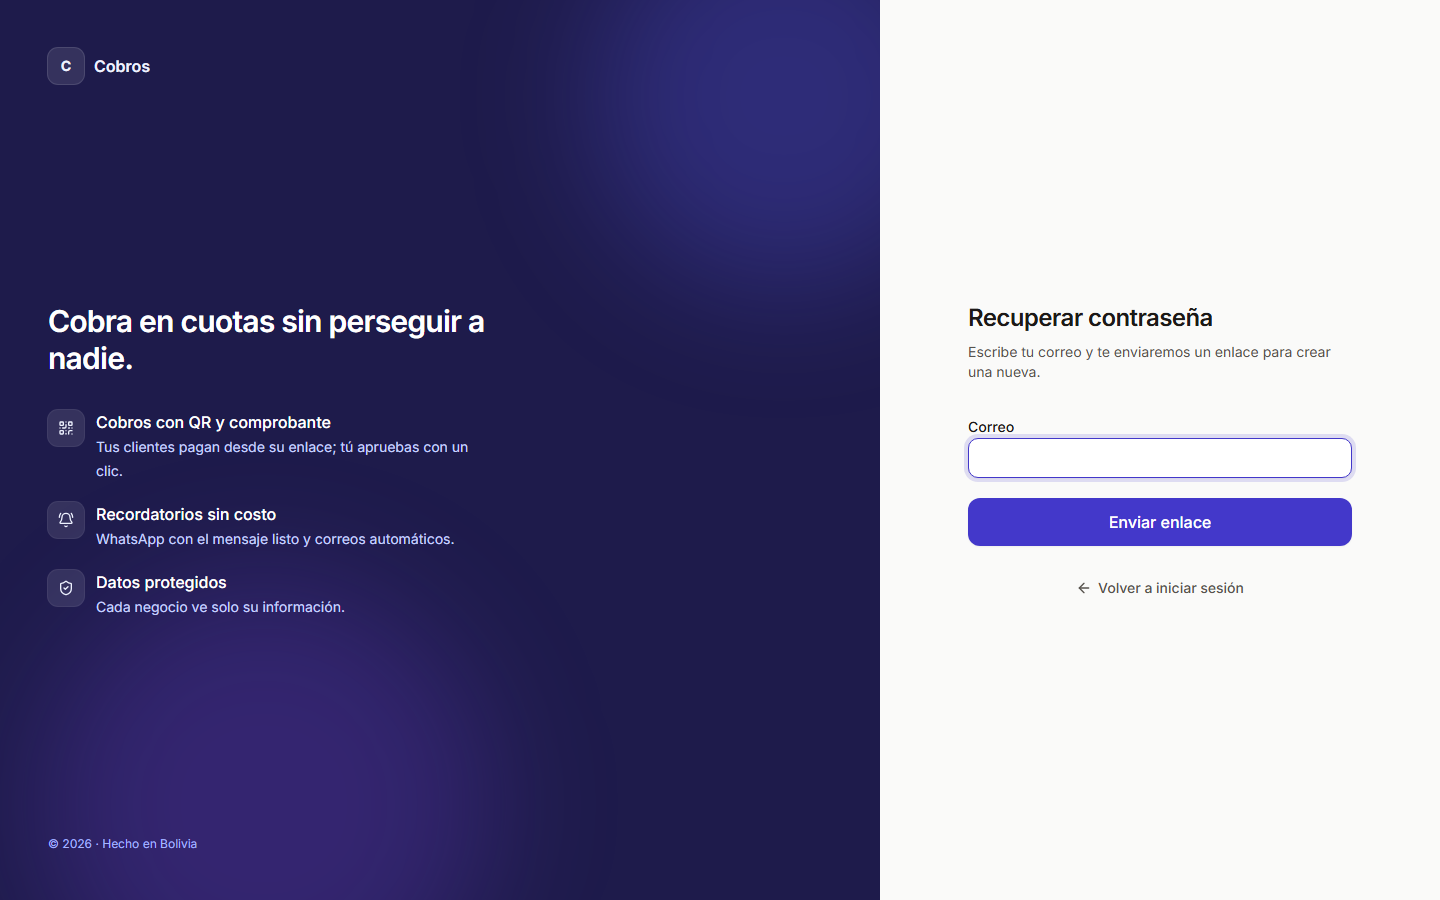 C
Cobros
Cobra en cuotas sin perseguir a
nadie.
Cobros con QR y comprobante
Tus clientes pagan desde su enlace; tú apruebas con un
clic.
Recordatorios sin costo
WhatsApp con el mensaje listo y correos automáticos.
Datos protegidos
Cada negocio ve solo su información.
© 2026 · Hecho en Bolivia
Recuperar contraseña
Escribe tu correo y te enviaremos un enlace para crear
una nueva.
Correo
Enviar enlace
Volver a iniciar sesión